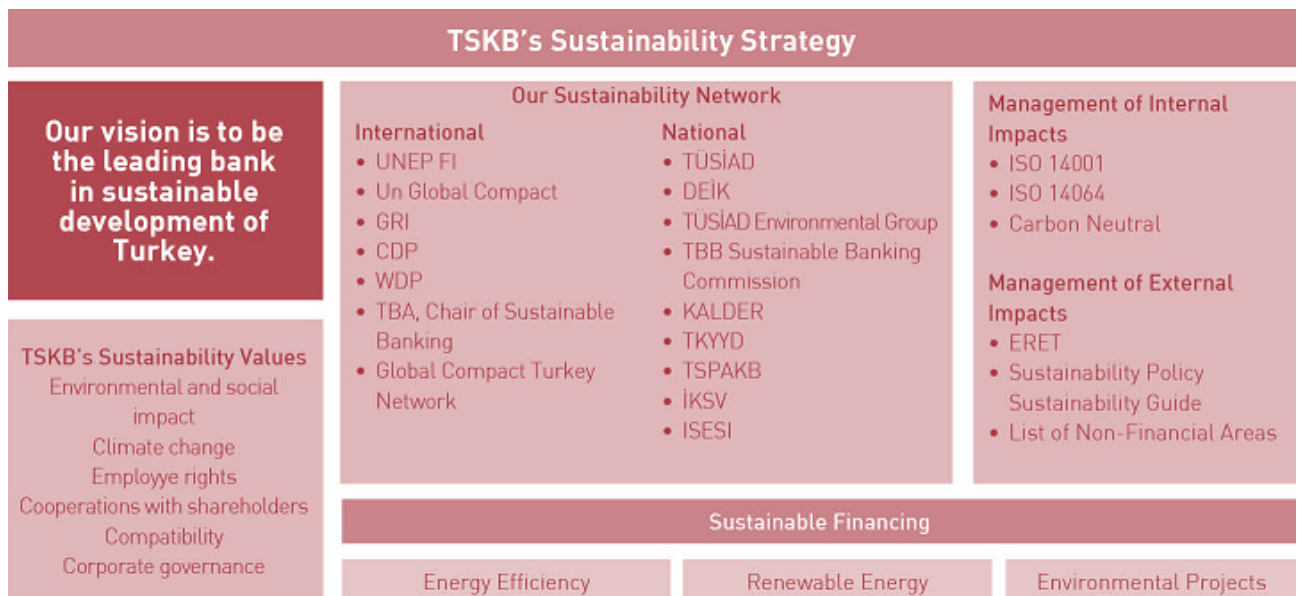 TSKB's Sustainability Strategy
Our vision is to be
the leading bank
in sustainable
development of
Turkey.
TSKB's Sustainability Values
Environmental and social
impact
Climate change
Employye rights
Cooperations with shareholders
Compatibility
Corporate governance
Our Sustainability Network
International
• UNEP FI
• Un Global Compact
• GRI
• CDP
• WDP
• TBA, Chair of Sustainable
Banking
• Global Compact Turkey
Network
National
• TÜSİAD
• DEİK
• TÜSİAD Environmental Group
• TBB Sustainable Banking
Commission
• KALDER
• TKYYD
• TSPAKB
• İKSV
• ISESI
Management of Internal
Impacts
• ISO 14001
• ISO 14064
• Carbon Neutral
Management of External
Impacts
• ERET
• Sustainability Policy
Sustainability Guide
• List of Non-Financial Areas
Sustainable Financing
Energy Efficiency
Renewable Energy
Environmental Projects